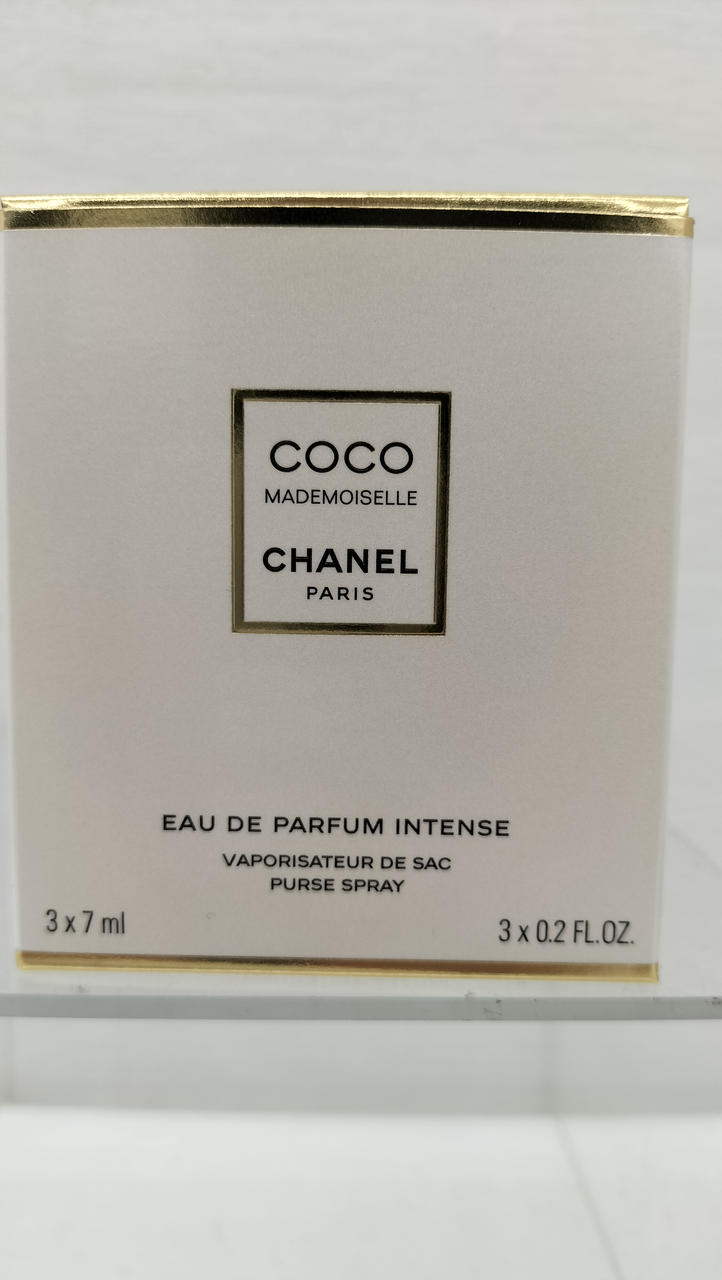 COCO
MADEMOISELLE
CHANEL
PARIS
EAU DE PARFUM INTENSE
VAPORISATEUR DE SAC
PURSE SPRAY
3 x 7 ml
3 x 0.2 FL.OZ.